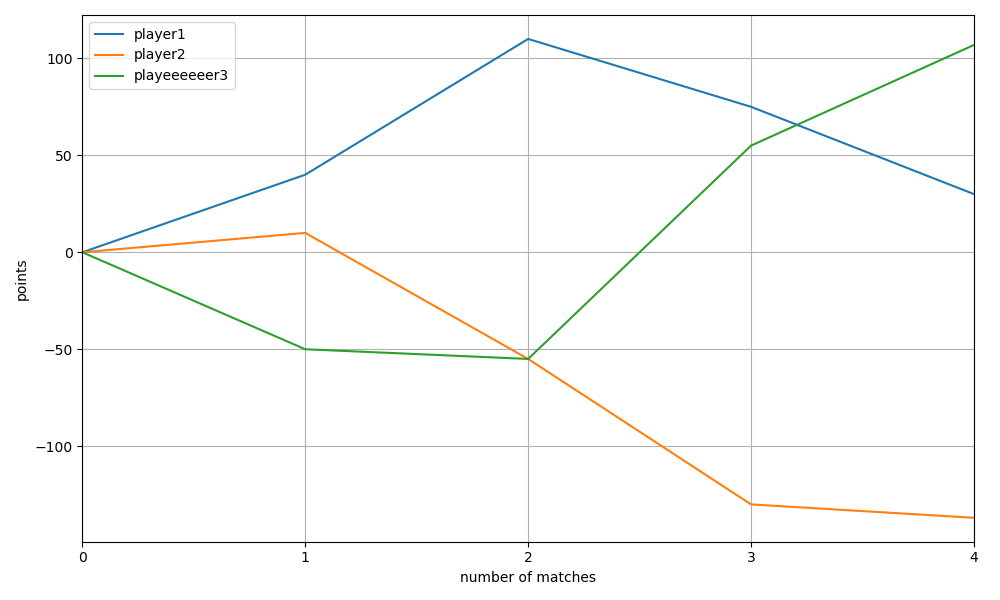 player1
player2
playeeeeeer3
100
50
0
−50
−100
points
0 1 2 3 4
number of matches